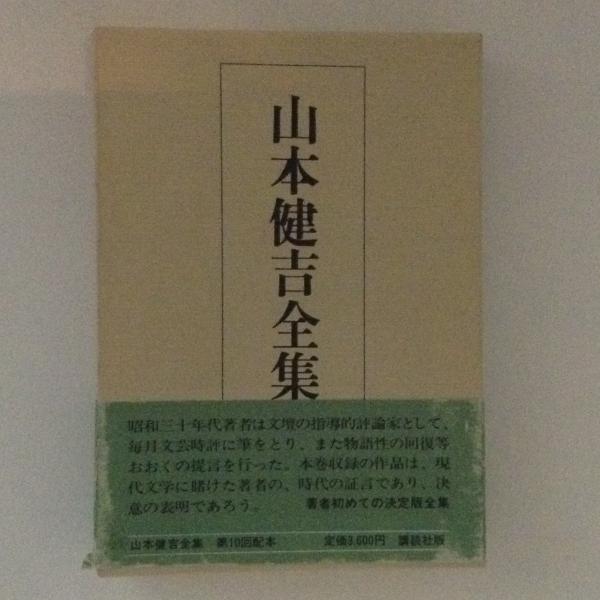 山本健吉全集
昭和三十年代著者は文壇の指導的評論家として、
毎月文芸時評に筆をとり、また物語性の回復等
おおくの提言を行った。本巻収録の作品は、現
代文学に賭けた著者の、時代の証言であり、決
意の表明であろう。 著者初めての決定版全集
山本健吉全集 第10回配本 定価3,600円 講談社版